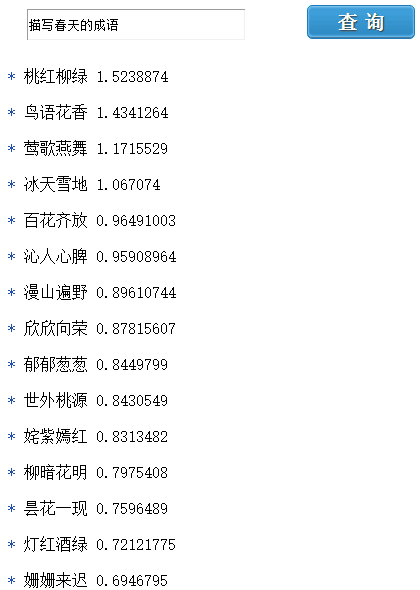 描写春天的成语
查 询
* 桃红柳绿 1.5238874
* 鸟语花香 1.4341264
* 莺歌燕舞 1.1715529
* 冰天雪地 1.067074
* 百花齐放 0.96491003
* 沁人心脾 0.95908964
* 漫山遍野 0.89610744
* 欣欣向荣 0.87815607
* 郁郁葱葱 0.8449799
* 世外桃源 0.8430549
* 姹紫嫣红 0.8313482
* 柳暗花明 0.7975408
* 昙花一现 0.7596489
* 灯红酒绿 0.72121775
* 姗姗来迟 0.6946795